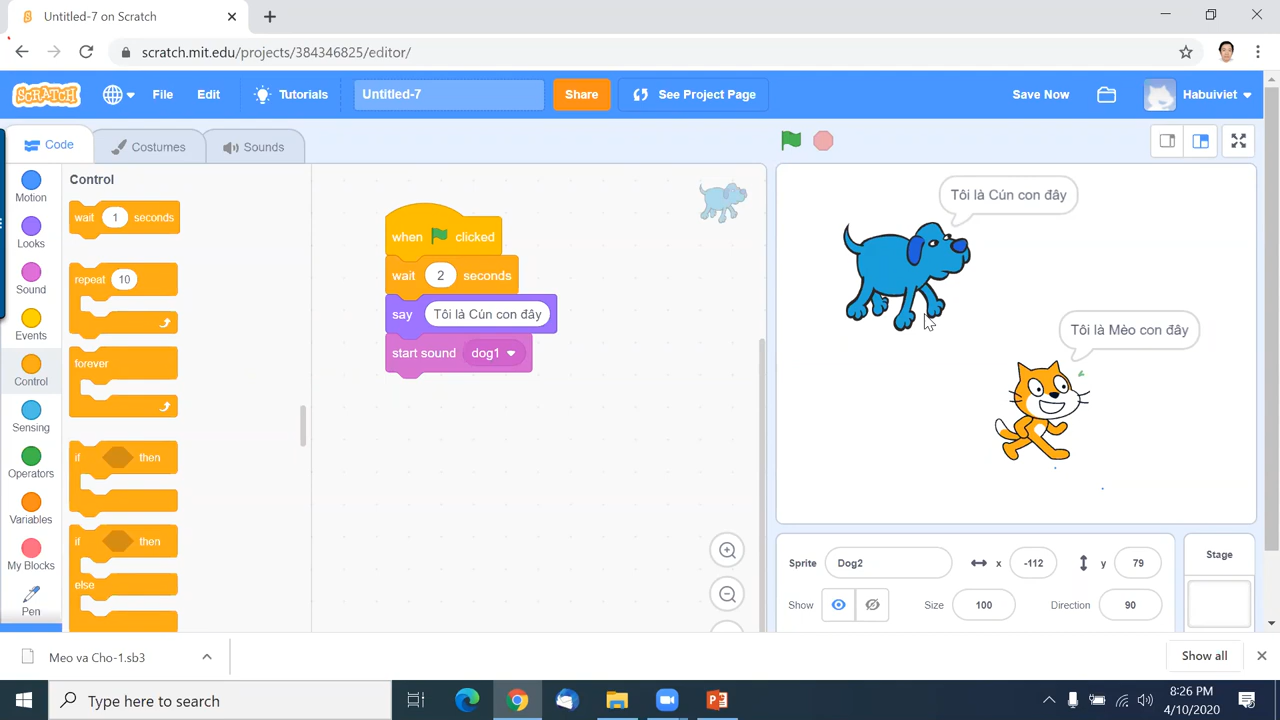 Untitled-7 on Scratch
scratch.mit.edu/projects/384346825/editor/
SCRATCH
File
Edit
Tutorials
Untitled-7
Share
See Project Page
Save Now
Habuiviet
Code
Costumes
Sounds
Motion
Looks
Sound
Events
Control
Sensing
Operators
Variables
My Blocks
Pen
Control
wait 1 seconds
repeat 10
forever
if then
if then
else
when clicked
wait 2 seconds
say Tôi là Cún con đây
start sound dog1
Tôi là Cún con đây
Tôi là Mèo con đây
Sprite Dog2 x -112 y 79
Show Size 100 Direction 90
Stage
Meo va Cho-1.sb3
Show all
Type here to search
8:26 PM
4/10/2020